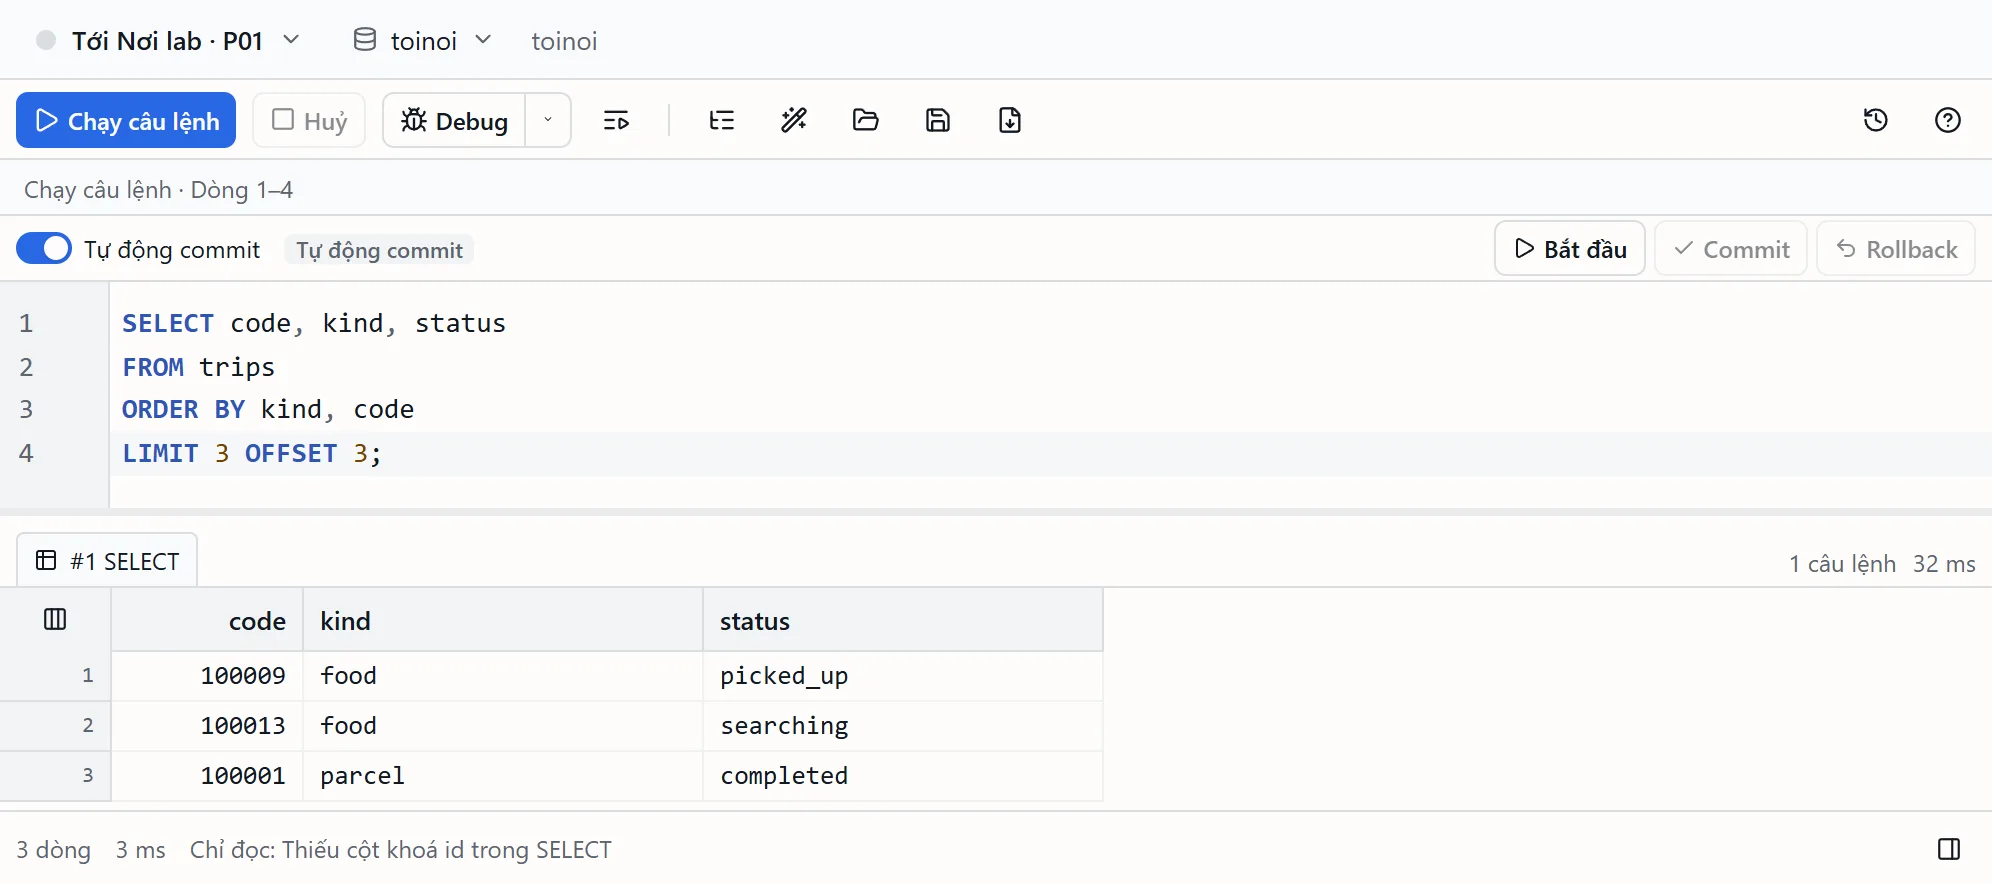 Tới Nơi lab · P01 toinoi toinoi
Chạy câu lệnh Huỷ Debug
Chạy câu lệnh · Dòng 1–4
Tự động commit Tự động commit Bắt đầu Commit Rollback
1 SELECT code, kind, status
2 FROM trips
3 ORDER BY kind, code
4 LIMIT 3 OFFSET 3;
#1 SELECT 1 câu lệnh 32 ms
code kind status
1 100009 food picked_up
2 100013 food searching
3 100001 parcel completed
3 dòng 3 ms Chỉ đọc: Thiếu cột khoá id trong SELECT